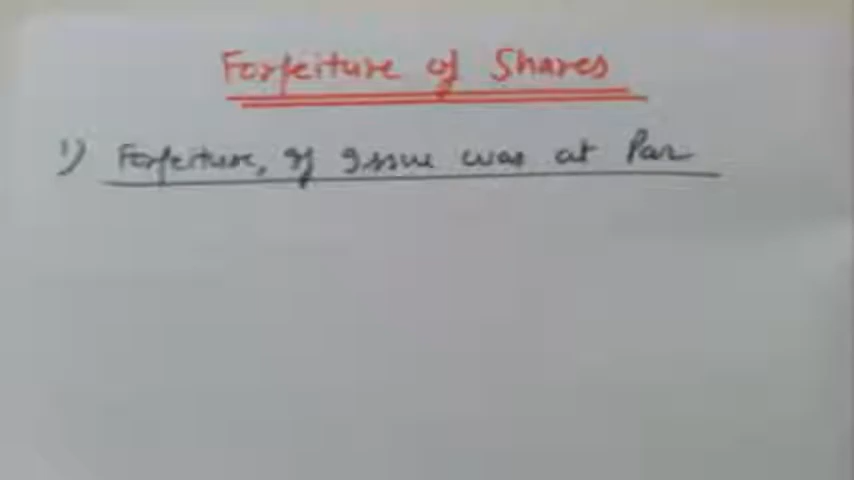 Forfeiture of Shares
1) Forfeiture, If Issue was at Par